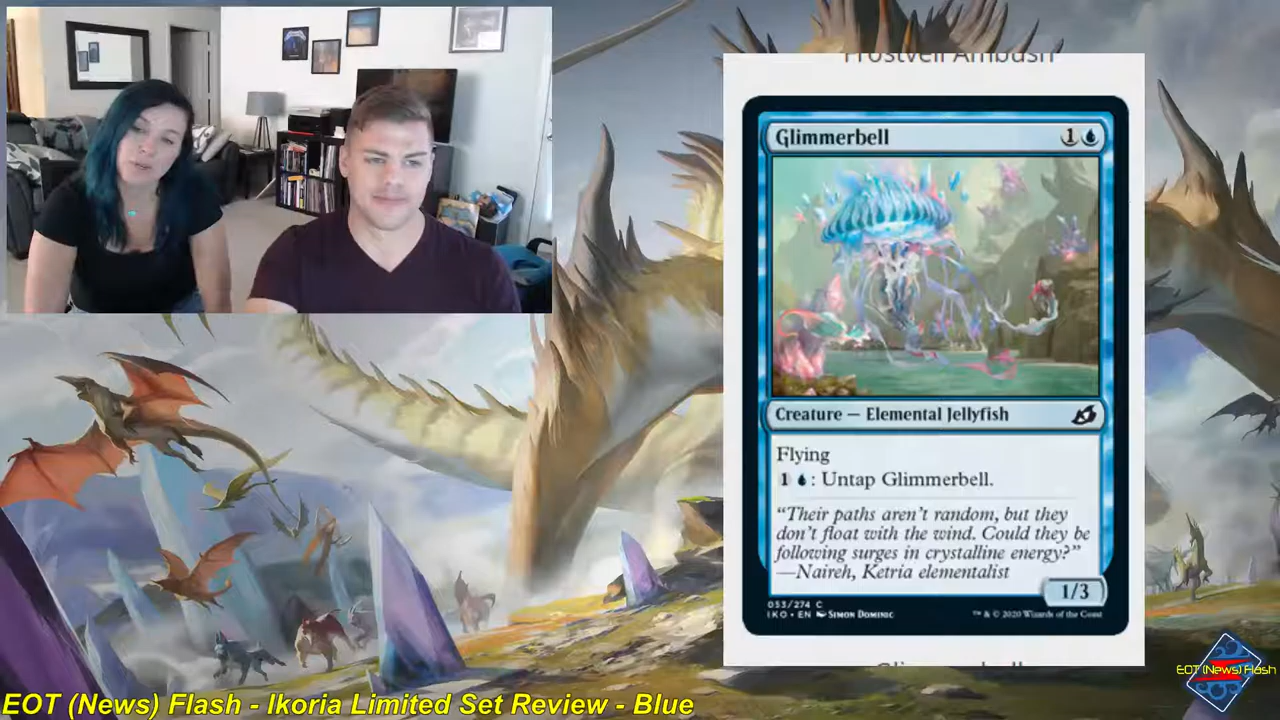 Frostveil Ambush
Glimmerbell 1
Creature — Elemental Jellyfish
Flying
1 : Untap Glimmerbell.
"Their paths aren't random, but they
don't float with the wind. Could they be
following surges in crystalline energy?"
—Naireh, Ketria elementalist
1/3
053/274 C
IKO • EN Simon Dominic
™ & © 2020 Wizards of the Coast
Glimmerbell
EOT (News) Flash
EOT (News) Flash - Ikoria Limited Set Review - Blue